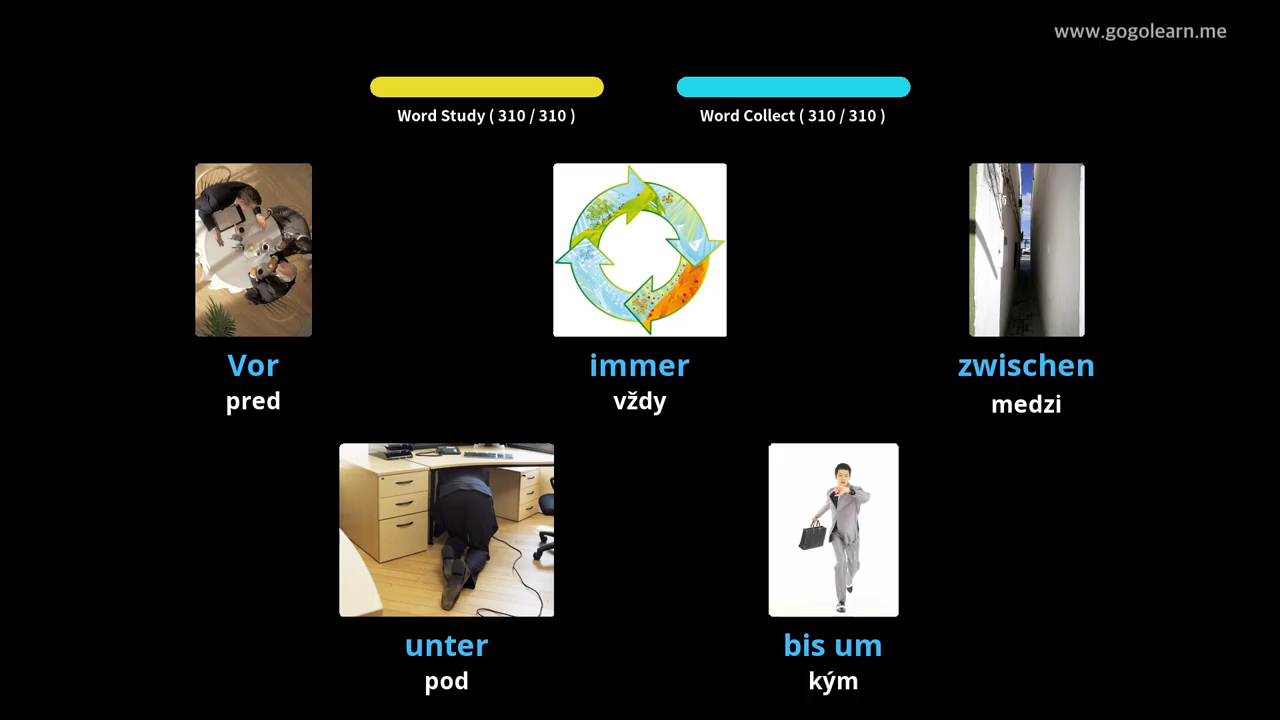 www.gogolearn.me
Word Study ( 310 / 310 )
Word Collect ( 310 / 310 )
Vor
pred
immer
vždy
zwischen
medzi
unter
pod
bis um
kým